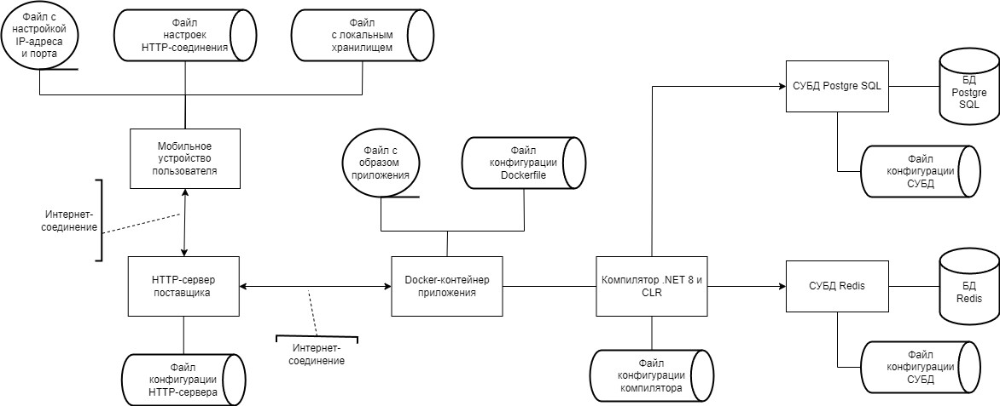 Файл с
настройкой
IP-адреса
и порта
Файл
настроек
HTTP-соединения
Файл
с локальным
хранилищем
СУБД Postgre SQL
БД
Postgre
SQL
Мобильное
устройство
пользователя
Файл с
образом
приложения
Файл
конфигурации
Dockerfile
Файл
конфигурации
СУБД
Интернет-
соединение
HTTP-сервер
поставщика
Docker-контейнер
приложения
Компилятор .NET 8 и
CLR
СУБД Redis
БД
Redis
Интернет-
соединение
Файл
конфигурации
HTTP-сервера
Файл
конфигурации
компилятора
Файл
конфигурации
СУБД